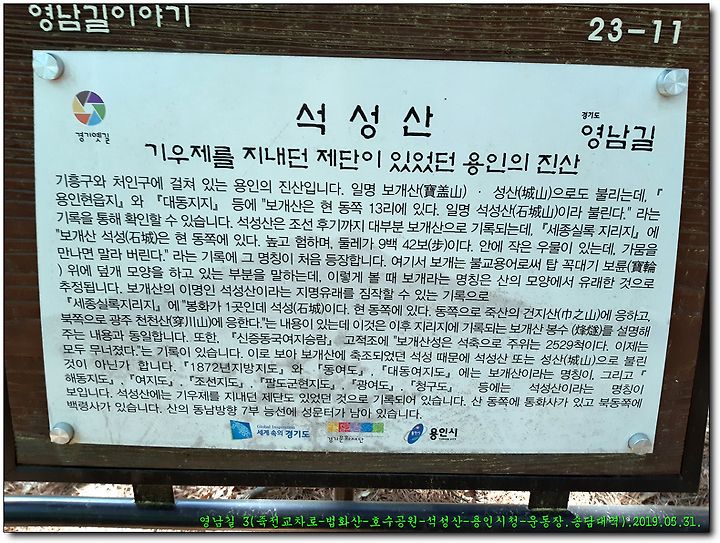 영남길이야기
23-11
경기옛길
석성산
경기도
영남길
기우제를 지내던 제단이 있었던 용인의 진산
기흥구와 처인구에 걸쳐 있는 용인의 진산입니다. 일명 보개산(寶盖山) · 성산(城山)으로도 불리는데, 『
용인현읍지』와 『대동지지』 등에 "보개산은 현 동쪽 13리에 있다. 일명 석성산(石城山)이라 불린다." 라는
기록을 통해 확인할 수 있습니다. 석성산은 조선 후기까지 대부분 보개산으로 기록되는데, 『세종실록 지리지』에
"보개산 석성(石城)은 현 동쪽에 있다. 높고 험하며, 둘레가 9백 42보(步)이다. 안에 작은 우물이 있는데, 가뭄을
만나면 말라 버린다." 라는 기록에 그 명칭이 처음 등장합니다. 여기서 보개는 불교용어로써 탑 꼭대기 보륜(寶輪
) 위에 덮개 모양을 하고 있는 부분을 말하는데, 이렇게 볼 때 보개라는 명칭은 산의 모양에서 유래한 것으로
추정됩니다. 보개산의 이명인 석성산이라는 지명유래를 짐작할 수 있는 기록으로
『세종실록지리지』에 "봉화가 1곳인데 석성(石城)이다. 현 동쪽에 있다. 동쪽으로 죽산의 건지산(巾之山)에 응하고,
북쪽으로 광주 천천산(穿川山)에 응한다."는 내용이 있는데 이것은 이후 지리지에 기록되는 보개산 봉수 (烽燧)를 설명해
주는 내용과 동일합니다. 또한, 『신증동국여지승람』 고적조에 "보개산성은 석축으로 주위는 2529척이다. 이제는
모두 무너졌다."는 기록이 있습니다. 이로 보아 보개산에 축조되었던 석성 때문에 석성산 또는 성산(城山)으로 불린
것이 아닌가 합니다. 『1872년지방지도』와 『동여도』, 『대동여지도』에는 보개산이라는 명칭이, 그리고 『
해동지도』, 『여지도』, 『조선지도』, 『팔도군현지도』, 『광여도』, 『청구도』 등에는 석성산이라는 명칭이
보입니다. 석성산에는 기우제를 지내던 제단도 있었던 것으로 기록되어 있습니다. 산 동쪽에 통화사가 있고 북동쪽에
백령사가 있습니다. 산의 동남방향 7부 능선에 성문터가 남아 있습니다.
Global Inspiration
세계 속의 경기도
경기문화재단
용인시
영남길 3(죽전교차로-법화산-호수공원-석성산-용인시청-운동장.송담대역):2019.05.31.